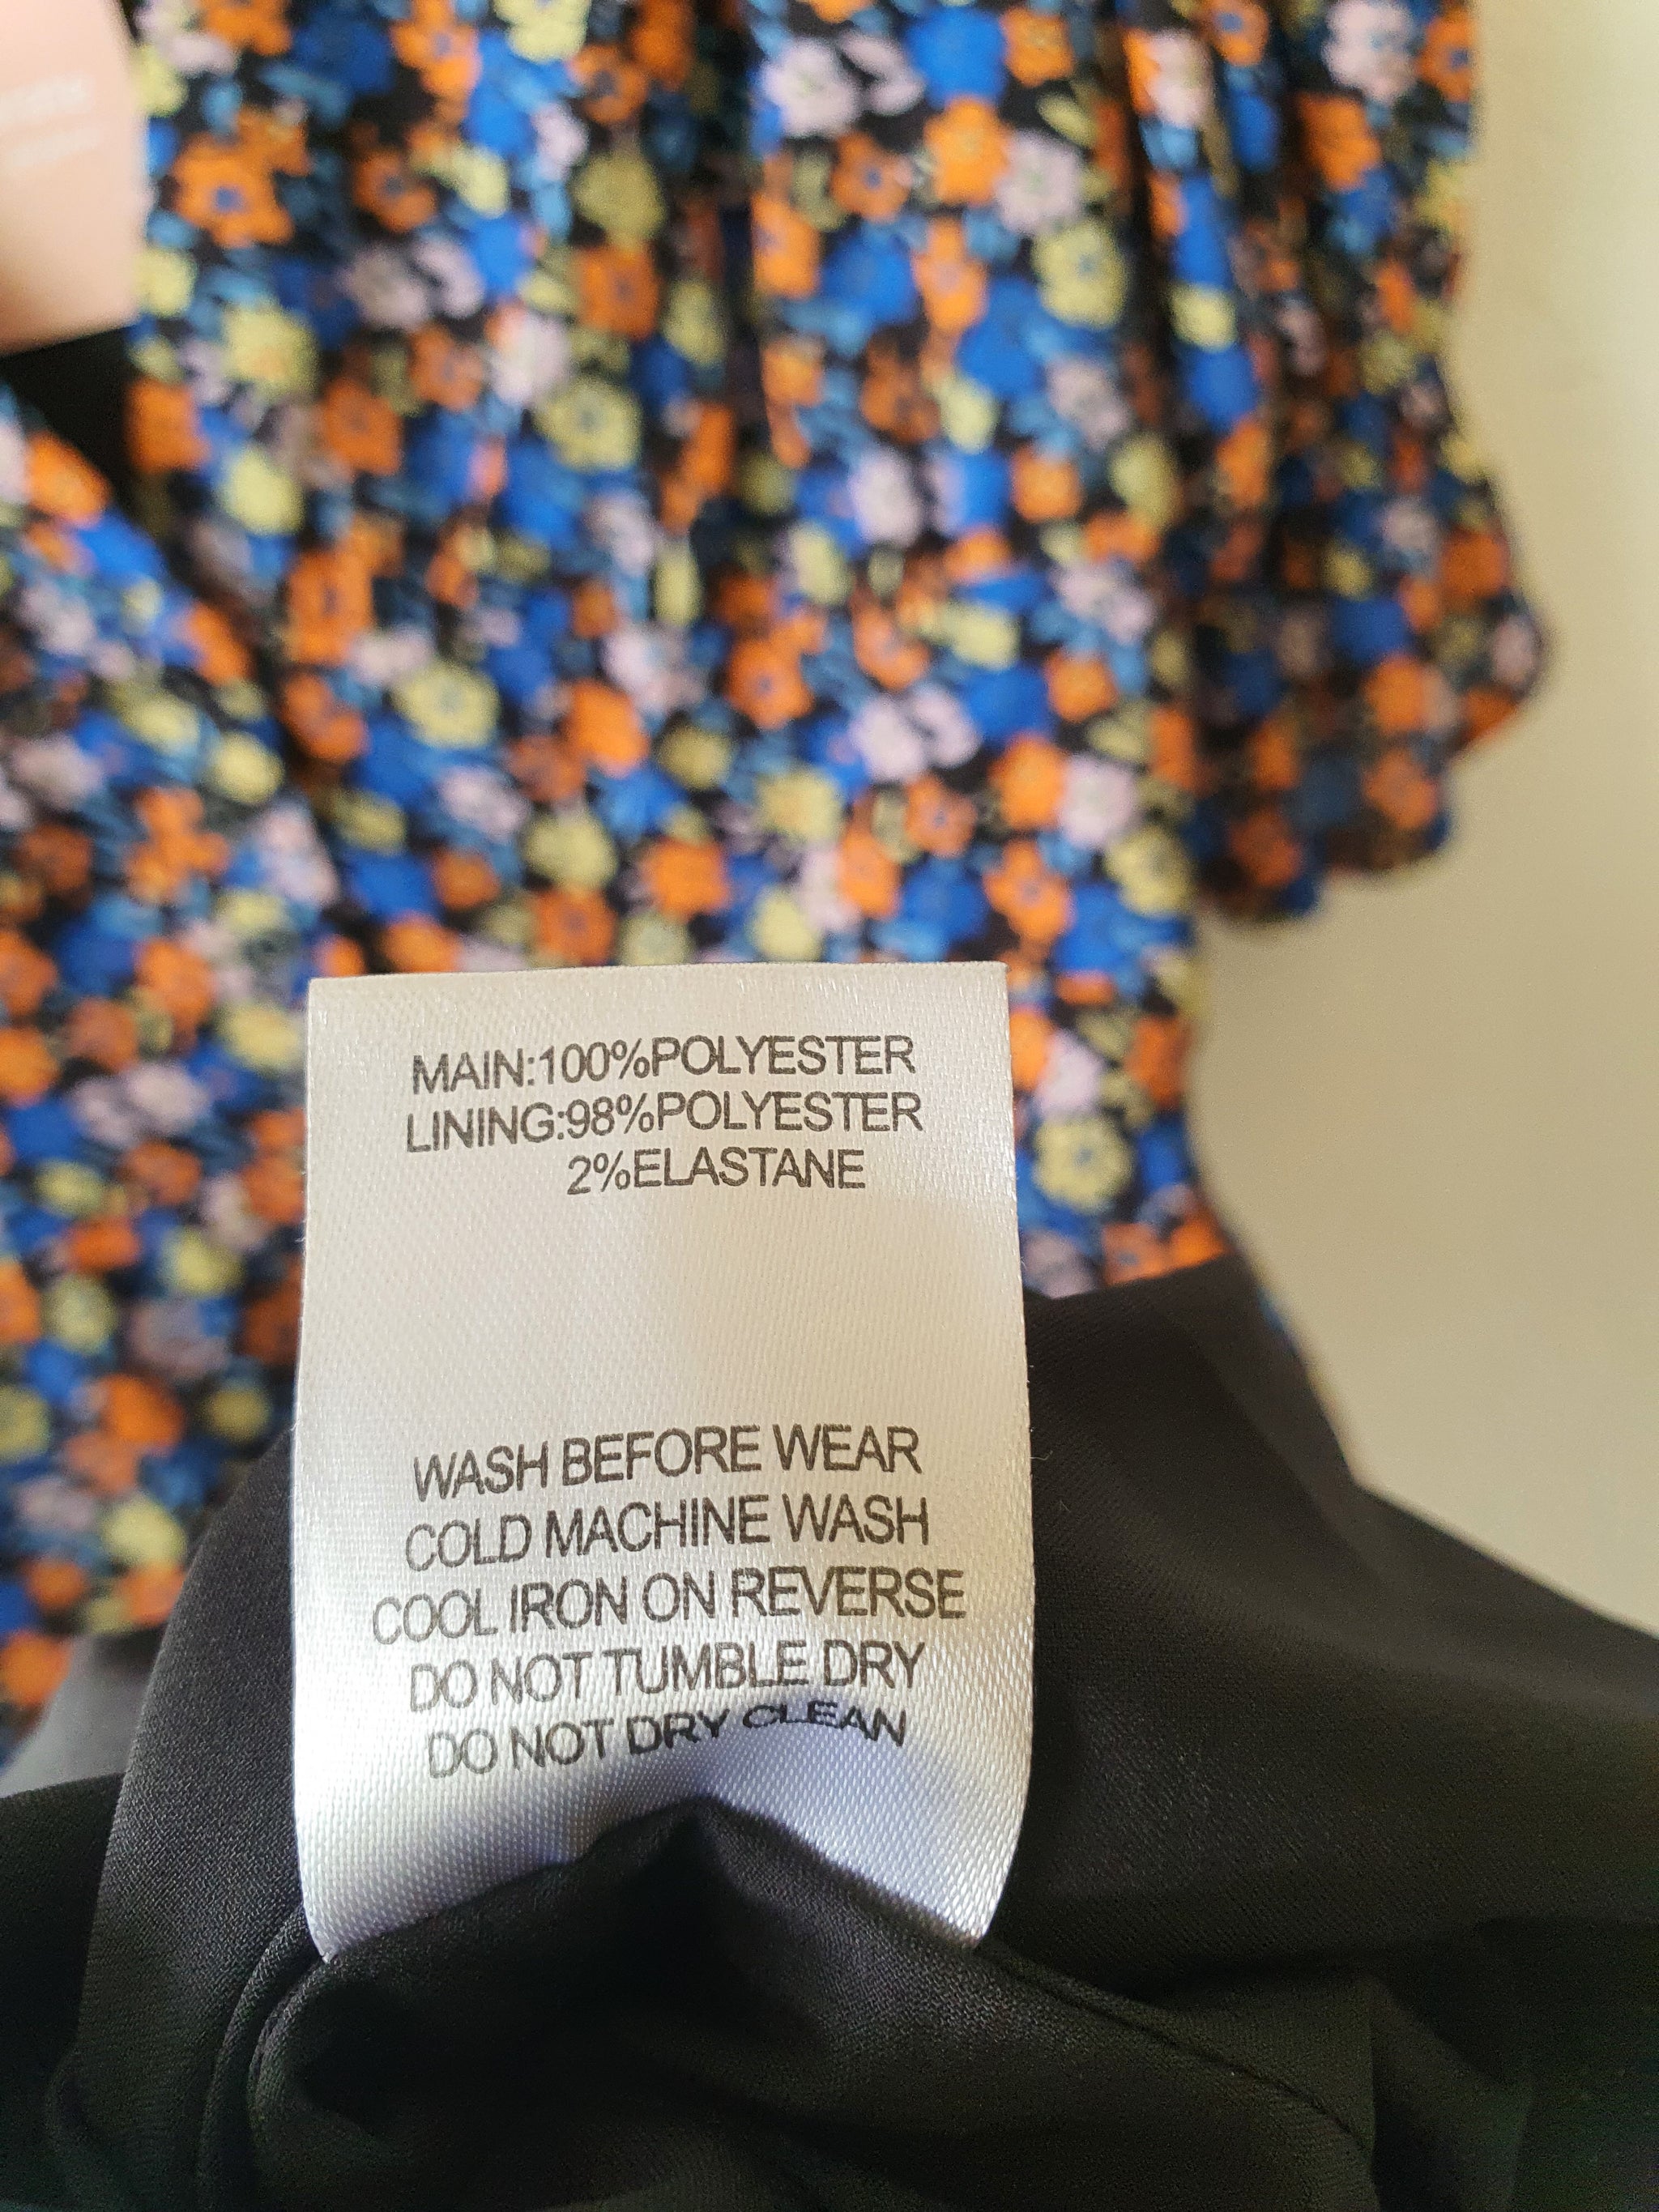 MAIN:100%POLYESTER
LINING:98%POLYESTER
2%ELASTANE
WASH BEFORE WEAR
COLD MACHINE WASH
COOL IRON ON REVERSE
DO NOT TUMBLE DRY
DO NOT DRY CLEAN